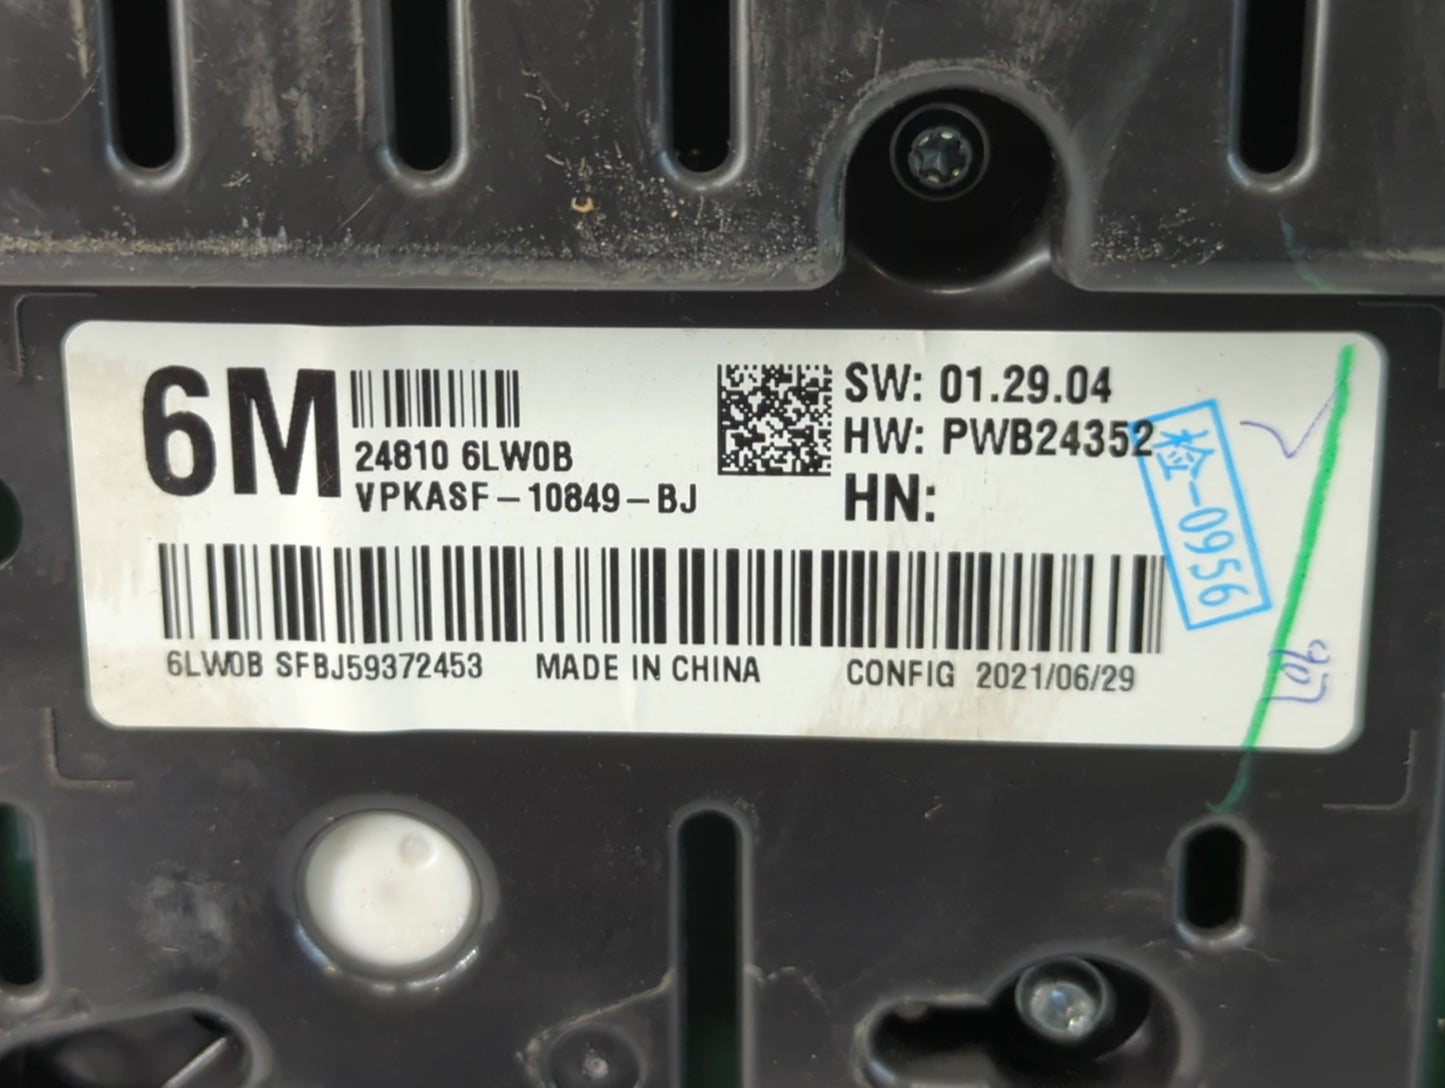 6M
24810 6LW0B
VPKASF-10849-BJ
SW: 01.29.04
HW: PWB24352
HN:
检-0956
6LW0B SFBJ59372453 MADE IN CHINA CONFIG 2021/06/29